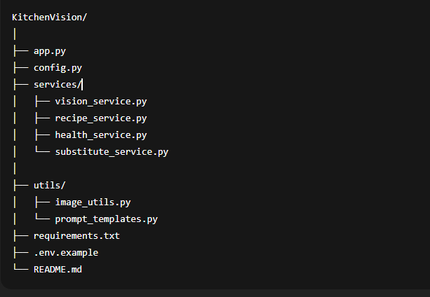 KitchenVision/
│
├── app.py
├── config.py
├── services/
│   ├── vision_service.py
│   ├── recipe_service.py
│   ├── health_service.py
│   └── substitute_service.py
│
├── utils/
│   ├── image_utils.py
│   └── prompt_templates.py
├── requirements.txt
├── .env.example
└── README.md